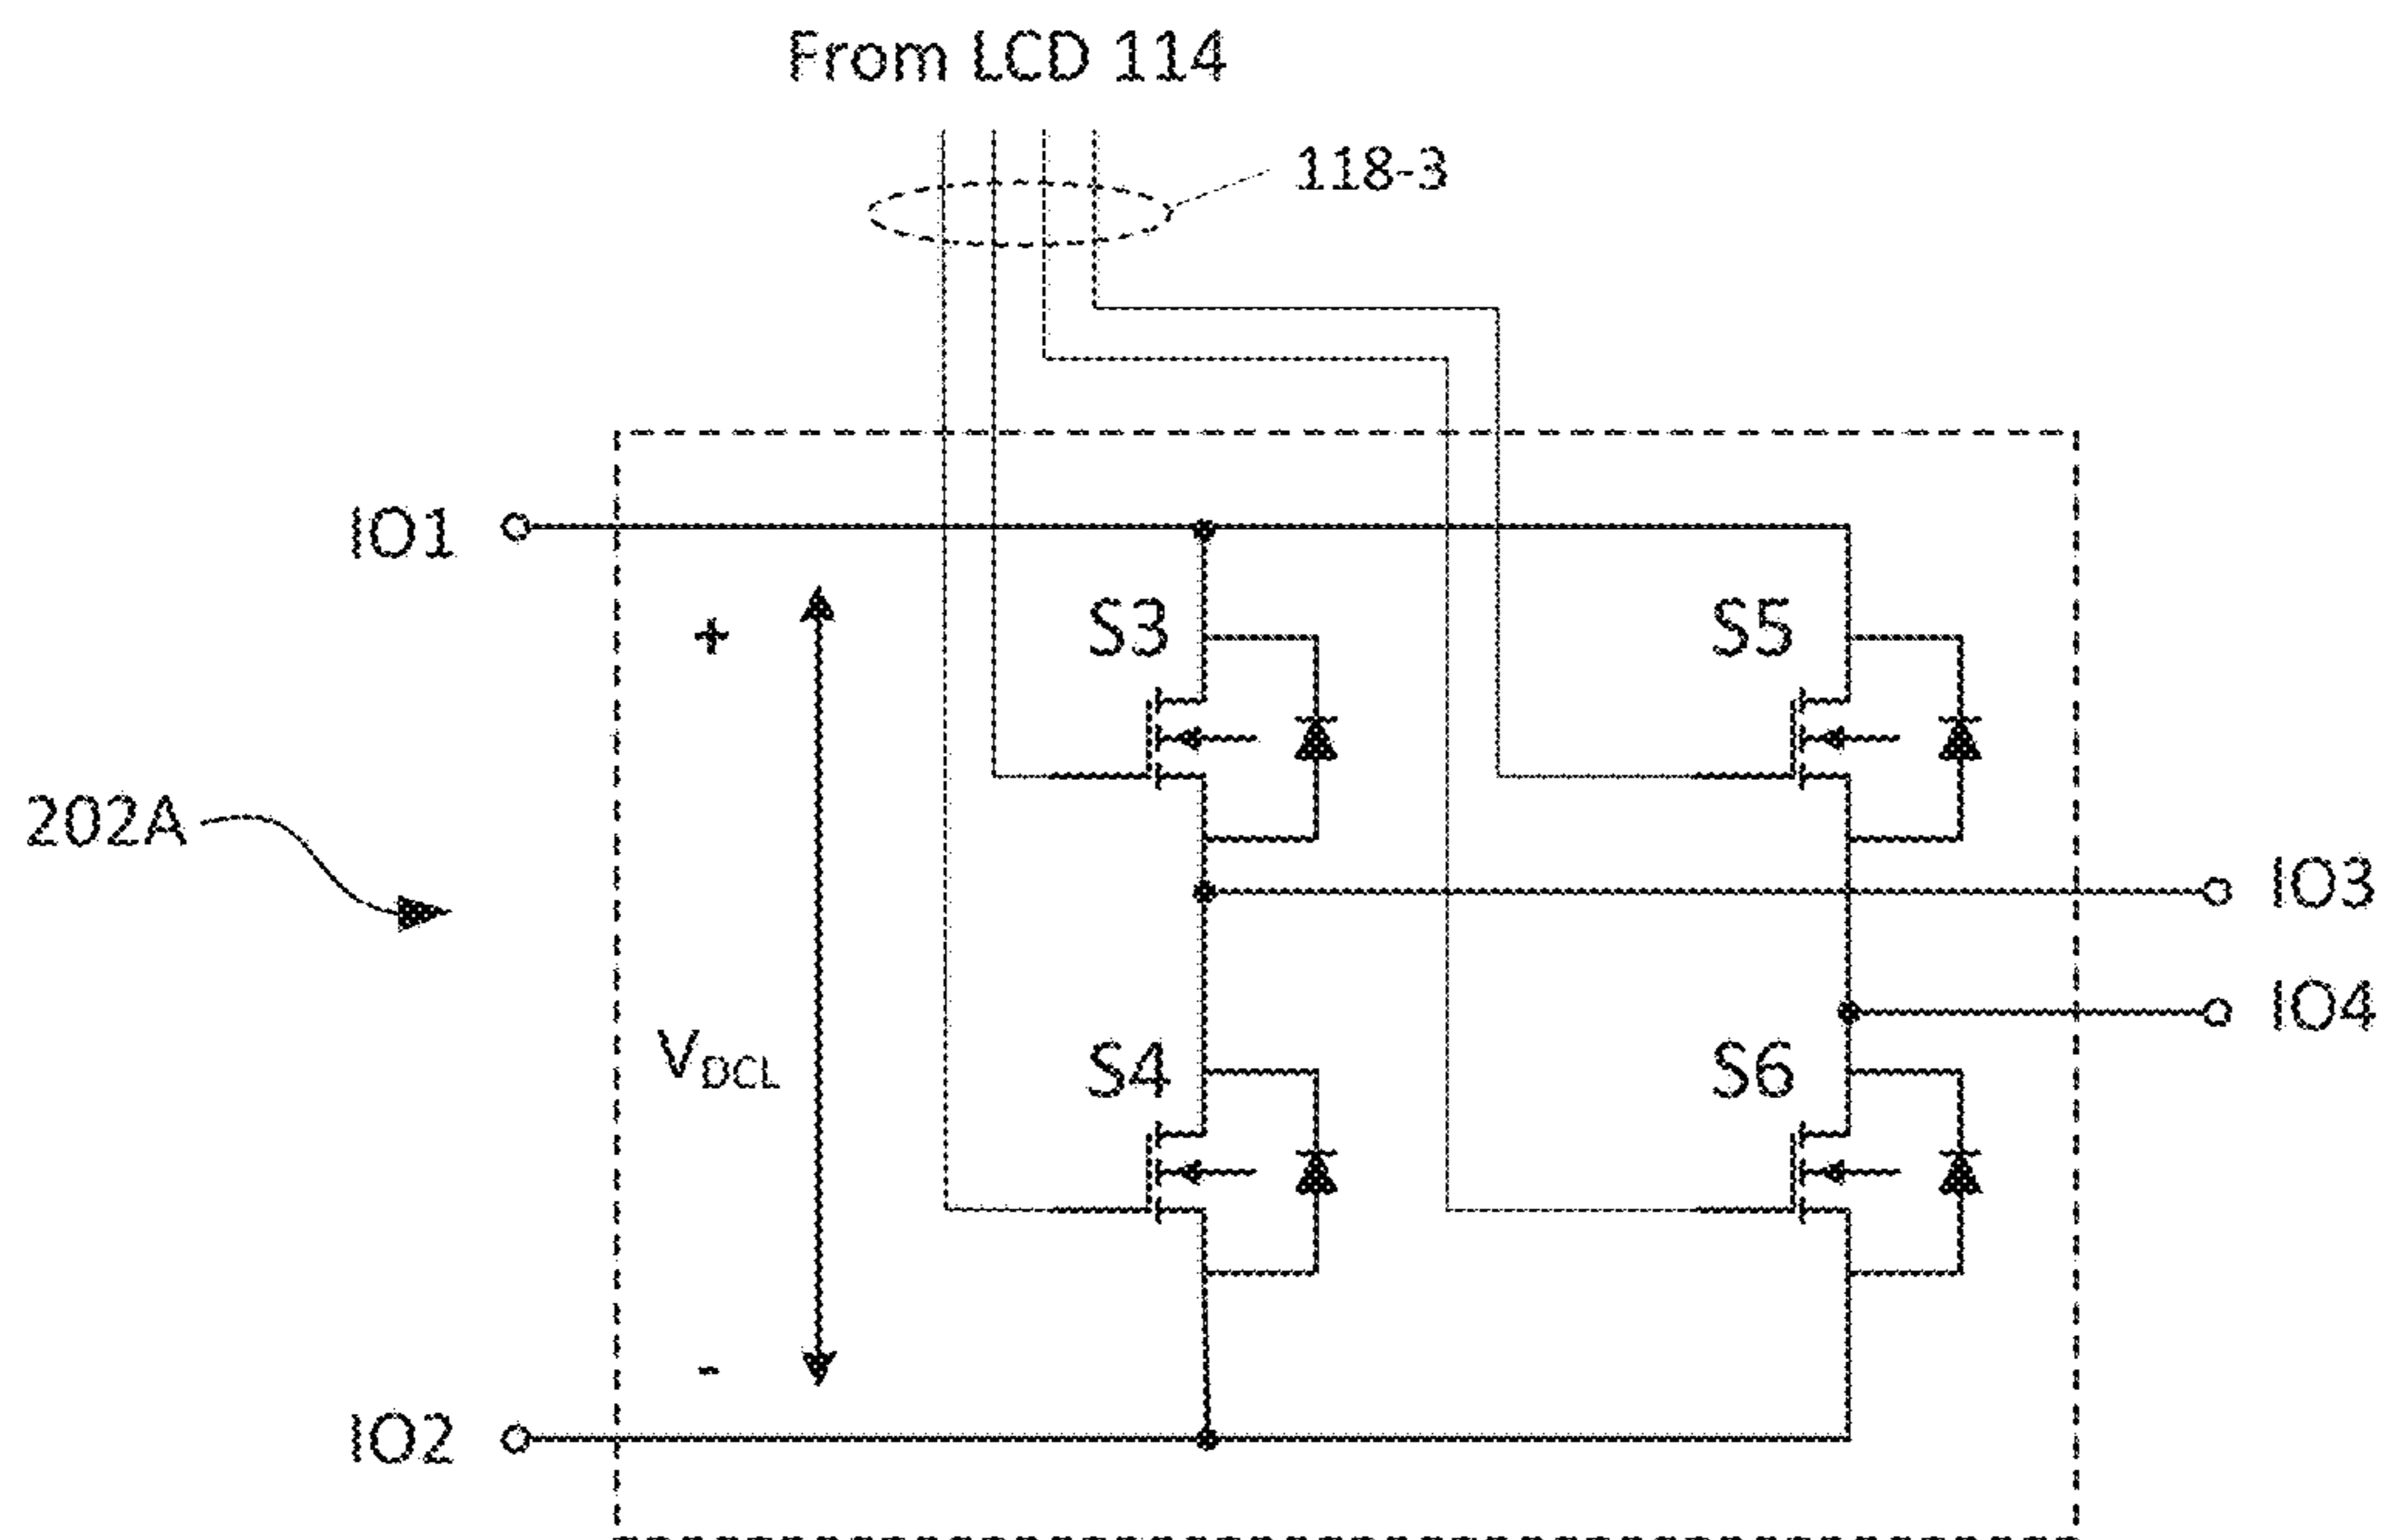 From LCD 114
118-3
IO1
+
S3
S5
202A
IO3
IO4
VDCL
S4
S6
-
IO2